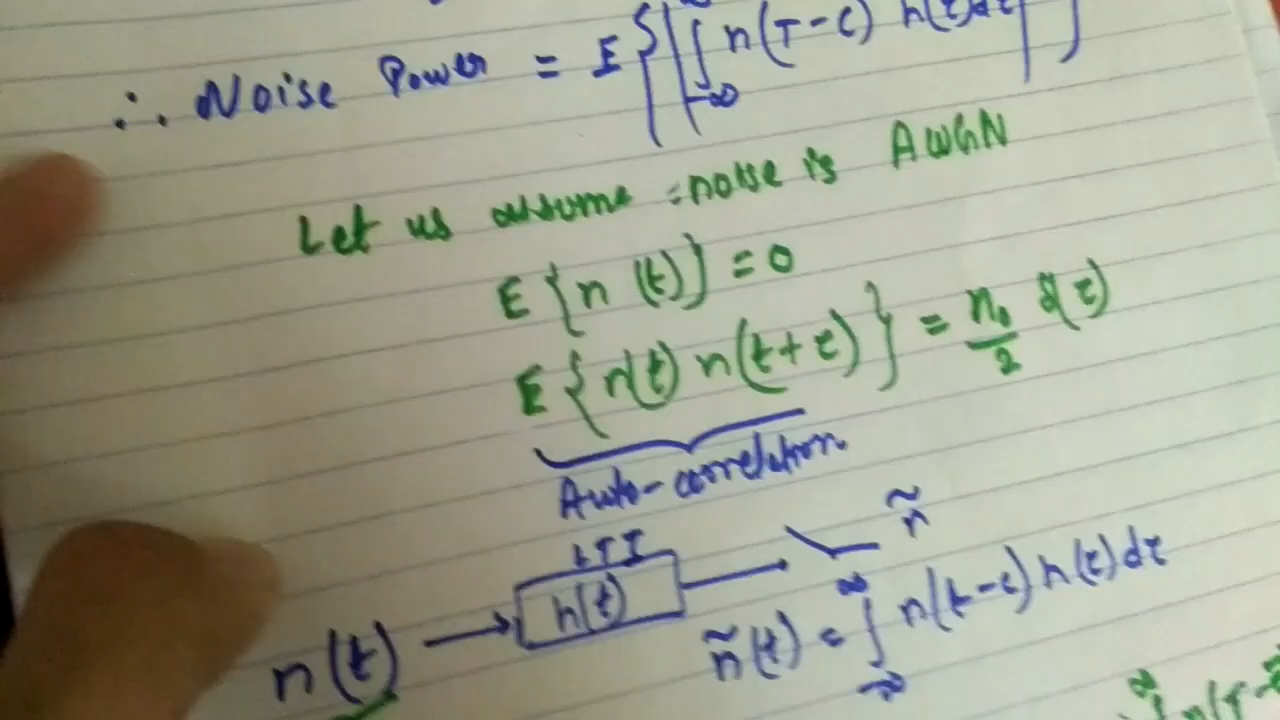 ∴ Noise Power = E{|∫_{-∞} n(T-τ) h(τ)dτ|}
Let us assume :noise is AWGN
E{n(t)} = 0
E{n(t) n(t+τ)} = n₀/2 δ(τ)
Auto-correlation
LTI
n(t) → h(t) → ñ
ñ(t) = ∫_{-∞}^{∞} n(t-τ) h(τ)dτ